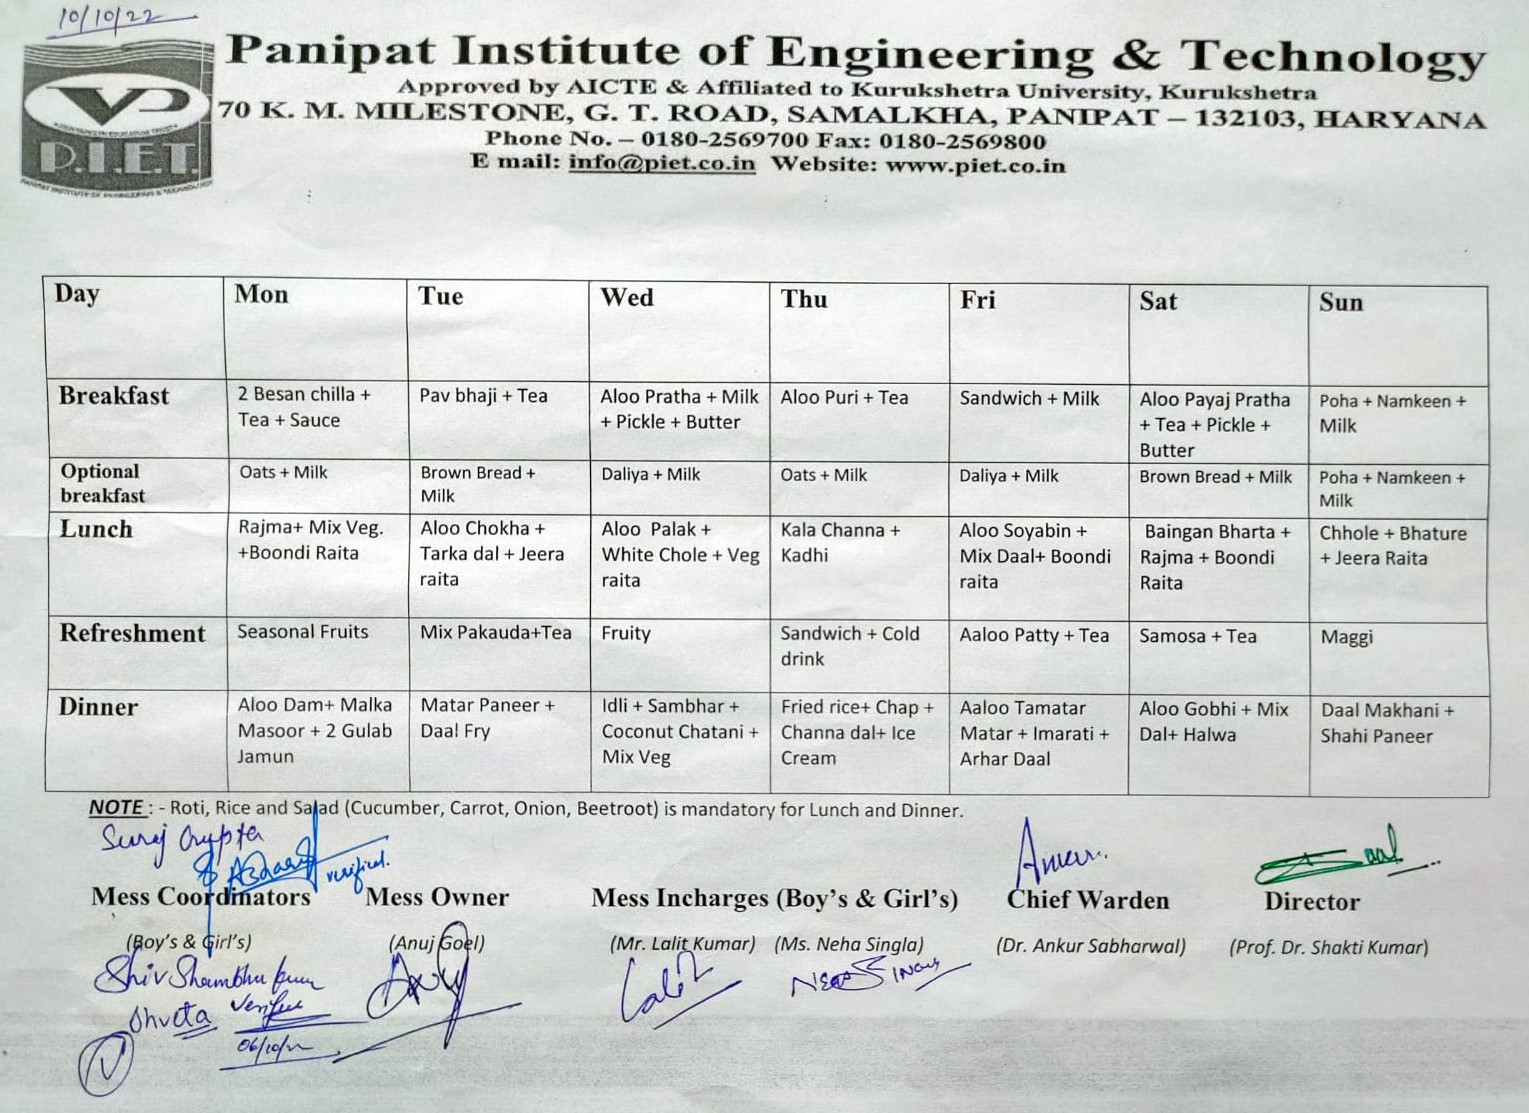 10/10/22
Panipat Institute of Engineering & Technology
Approved by AICTE & Affiliated to Kurukshetra University, Kurukshetra
70 K. M. MILESTONE, G. T. ROAD, SAMALKHA, PANIPAT – 132103, HARYANA
Phone No. – 0180-2569700 Fax: 0180-2569800
E mail: info@piet.co.in Website: www.piet.co.in
P.I.E.T.
Day Mon Tue Wed Thu Fri Sat Sun
Breakfast
2 Besan chilla +
Tea + Sauce
Pav bhaji + Tea
Aloo Pratha + Milk
+ Pickle + Butter
Aloo Puri + Tea
Sandwich + Milk
Aloo Payaj Pratha
+ Tea + Pickle +
Butter
Poha + Namkeen +
Milk
Optional
breakfast
Oats + Milk
Brown Bread +
Milk
Daliya + Milk
Oats + Milk
Daliya + Milk
Brown Bread + Milk
Poha + Namkeen +
Milk
Lunch
Rajma+ Mix Veg.
+Boondi Raita
Aloo Chokha +
Tarka dal + Jeera
raita
Aloo Palak +
White Chole + Veg
raita
Kala Channa +
Kadhi
Aloo Soyabin +
Mix Daal+ Boondi
raita
Baingan Bharta +
Rajma + Boondi
Raita
Chhole + Bhature
+ Jeera Raita
Refreshment
Seasonal Fruits
Mix Pakauda+Tea
Fruity
Sandwich + Cold
drink
Aaloo Patty + Tea
Samosa + Tea
Maggi
Dinner
Aloo Dam+ Malka
Masoor + 2 Gulab
Jamun
Matar Paneer +
Daal Fry
Idli + Sambhar +
Coconut Chatani +
Mix Veg
Fried rice+ Chap +
Channa dal+ Ice
Cream
Aaloo Tamatar
Matar + Imarati +
Arhar Daal
Aloo Gobhi + Mix
Dal+ Halwa
Daal Makhani +
Shahi Paneer
NOTE : - Roti, Rice and Salad (Cucumber, Carrot, Onion, Beetroot) is mandatory for Lunch and Dinner.
Suraj Gupta
verified.
Mess Coordinators Mess Owner Mess Incharges (Boy's & Girl's) Chief Warden Director
(Boy's & Girl's) (Anuj Goel) (Mr. Lalit Kumar) (Ms. Neha Singla) (Dr. Ankur Sabharwal) (Prof. Dr. Shakti Kumar)
Shiv Shambhu
Lalit
Neha Singla
Shveta